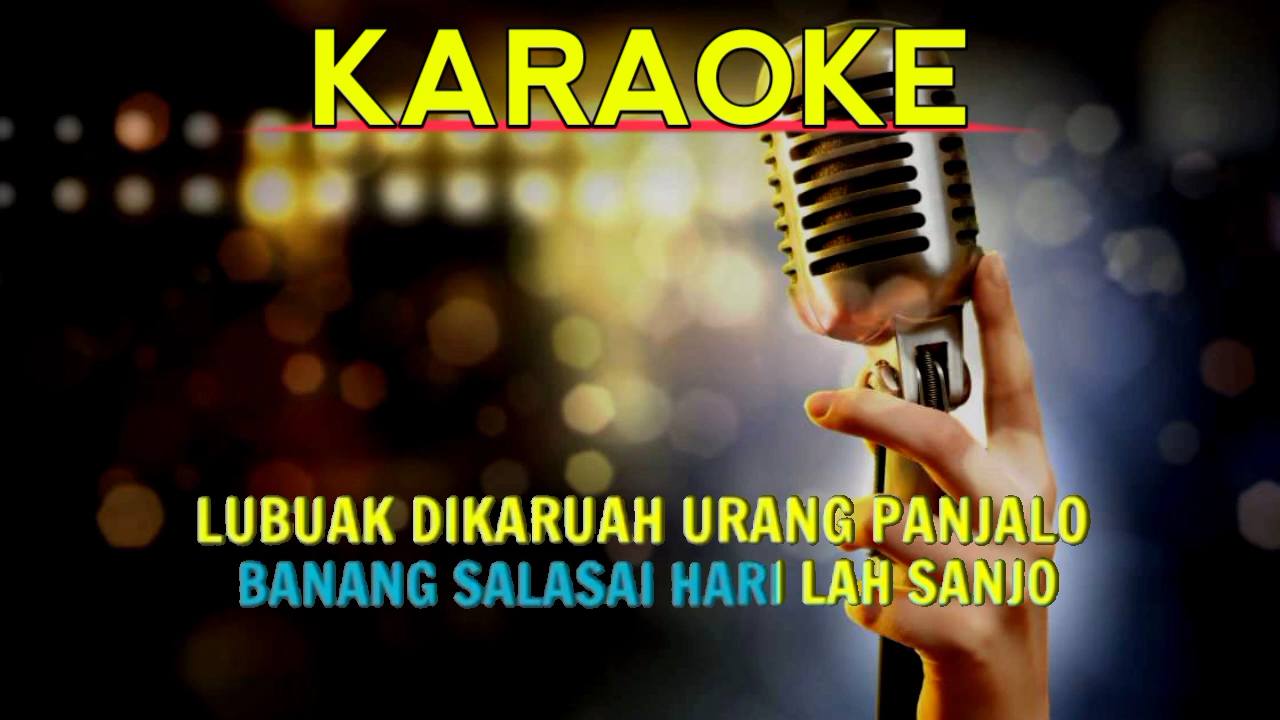 KARAOKE
LUBUAK DIKARUAH URANG PANJALO
BANANG SALASAI HARI LAH SANJO